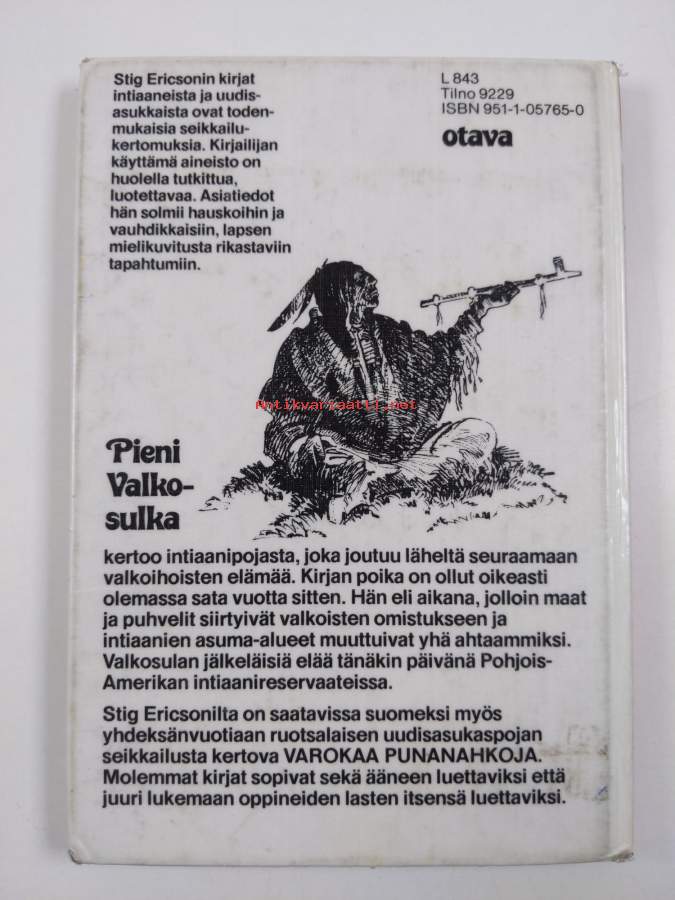 Stig Ericsonin kirjat
intiaaneista ja uudis-
asukkaista ovat toden-
mukaisia seikkailu-
kertomuksia. Kirjailijan
käyttämä aineisto on
huolella tutkittua,
luotettavaa. Asiatiedot
hän solmii hauskoihin ja
vauhdikkaisiin, lapsen
mielikuvitusta rikastaviin
tapahtumiin.
L 843
Tilno 9229
ISBN 951-1-05765-0
otava
Antikvariaatti.net
Pieni
Valko-
sulka
kertoo intiaanipojasta, joka joutuu läheltä seuraamaan
valkoihoisten elämää. Kirjan poika on ollut oikeasti
olemassa sata vuotta sitten. Hän eli aikana, jolloin maat
ja puhvelit siirtyivät valkoisten omistukseen ja
intiaanien asuma-alueet muuttuivat yhä ahtaammiksi.
Valkosulan jälkeläisiä elää tänäkin päivänä Pohjois-
Amerikan intiaanireservaateissa.
Stig Ericsonilta on saatavissa suomeksi myös
yhdeksänvuotiaan ruotsalaisen uudisasukaspojan
seikkailusta kertova VAROKAA PUNANAHKOJA.
Molemmat kirjat sopivat sekä ääneen luettaviksi että
juuri lukemaan oppineiden lasten itsensä luettaviksi.